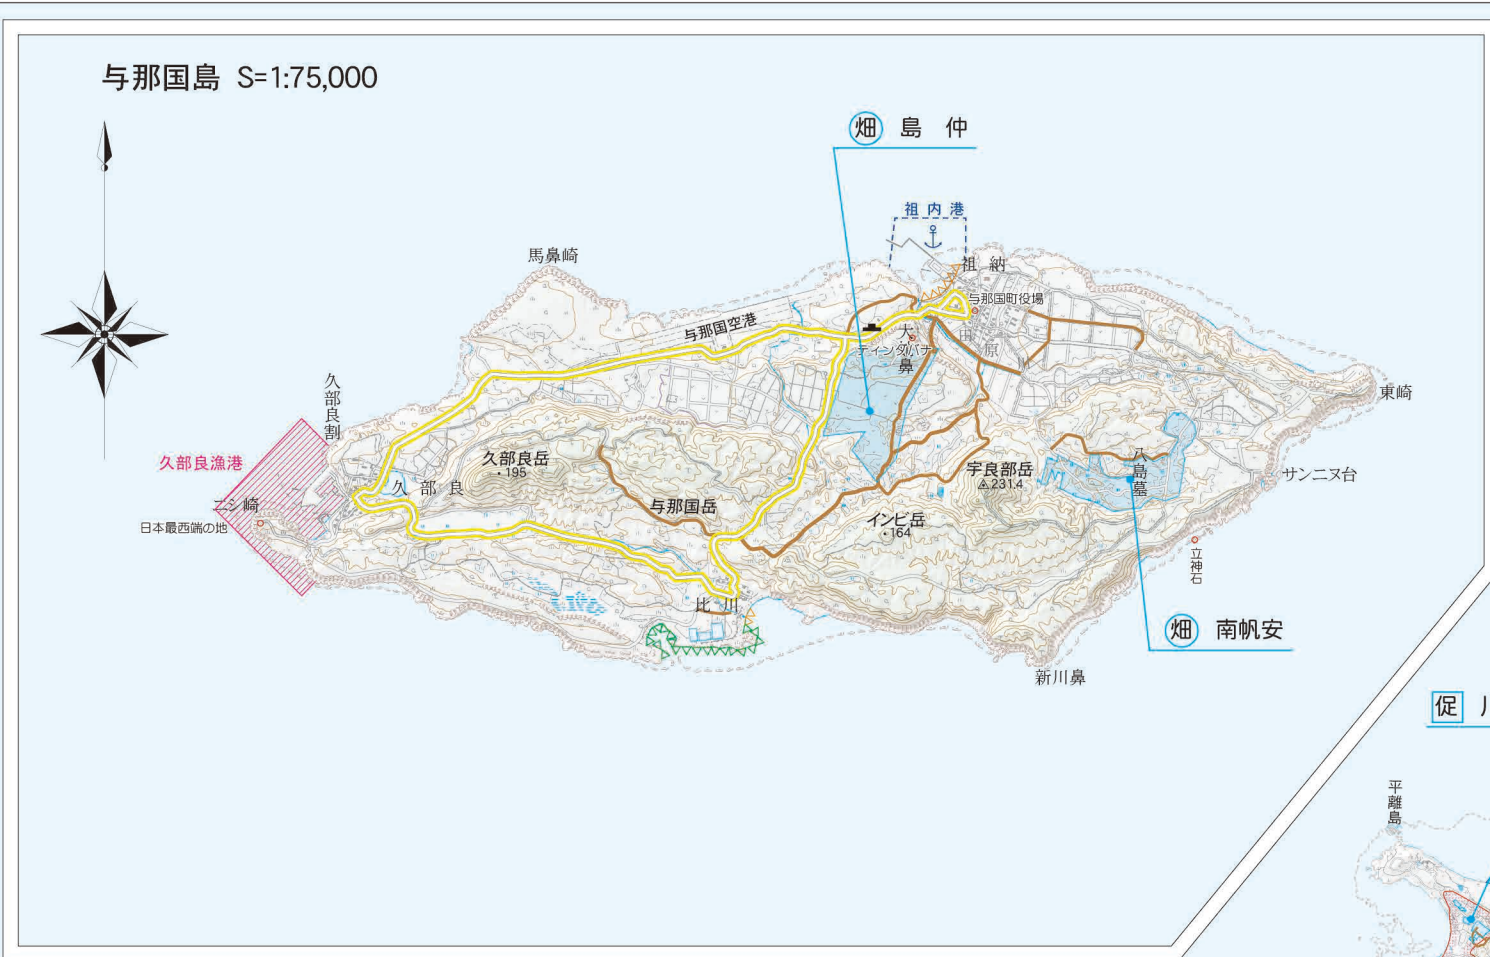 与那国島 S=1:75,000
畑 島仲
祖内港
祖納
馬鼻崎
与那国町役場
与那国空港
大鼻
ティンダバナ
田原
東崎
久部良割
久部良漁港
久部良岳
・195
久部良
与那国岳
宇良部岳
231.4
八島墓
サンニヌ台
ニシ崎
日本最西端の地
インビ岳
・164
立神石
比川
畑 南帆安
新川鼻
促
平離島